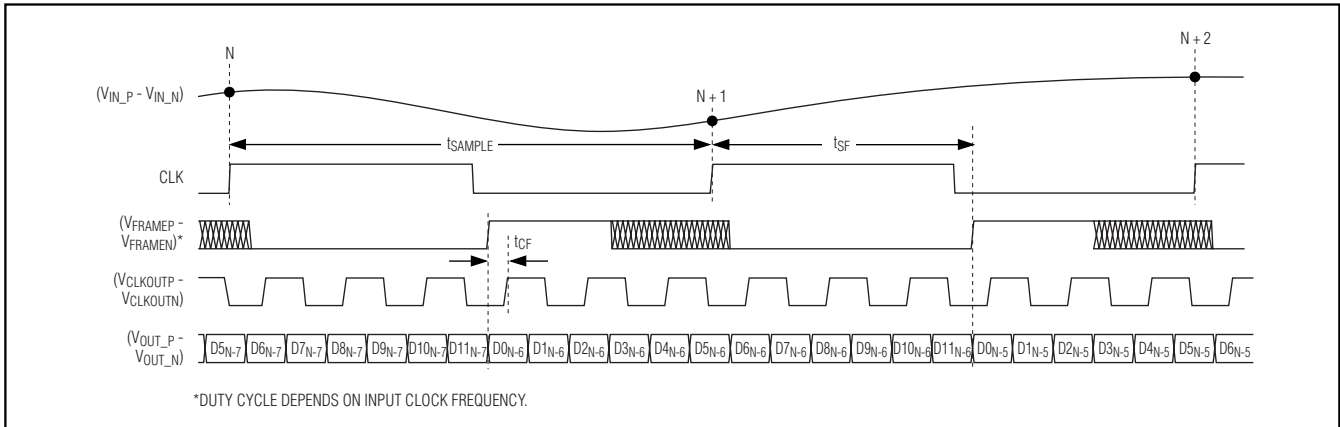 N
N + 2
(VIN_P - VIN_N)
N + 1
tSAMPLE
tSF
CLK
(VFRAMEP -
VFRAMEN)*
tCF
(VCLKOUTP -
VCLKOUTN)
(VOUT_P -
VOUT_N)
D5N-7 D6N-7 D7N-7 D8N-7 D9N-7 D10N-7 D11N-7 D0N-6 D1N-6 D2N-6 D3N-6 D4N-6 D5N-6 D6N-6 D7N-6 D8N-6 D9N-6 D10N-6 D11N-6 D0N-5 D1N-5 D2N-5 D3N-5 D4N-5 D5N-5 D6N-5
*DUTY CYCLE DEPENDS ON INPUT CLOCK FREQUENCY.